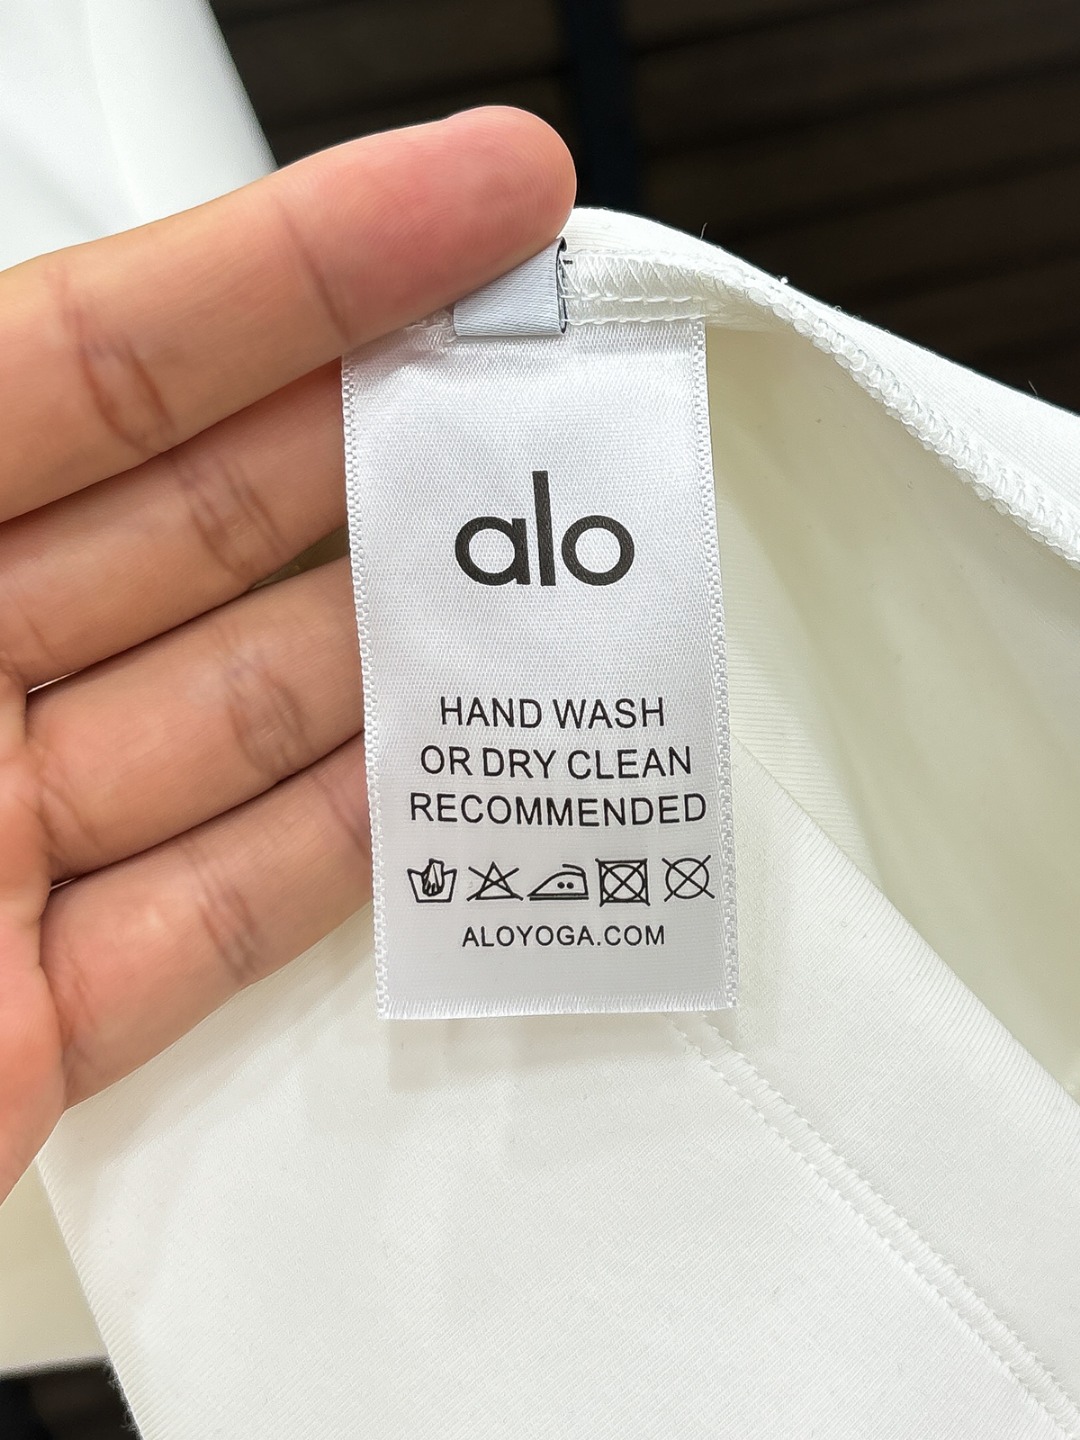 alo
HAND WASH
OR DRY CLEAN
RECOMMENDED
ALOYOGA.COM